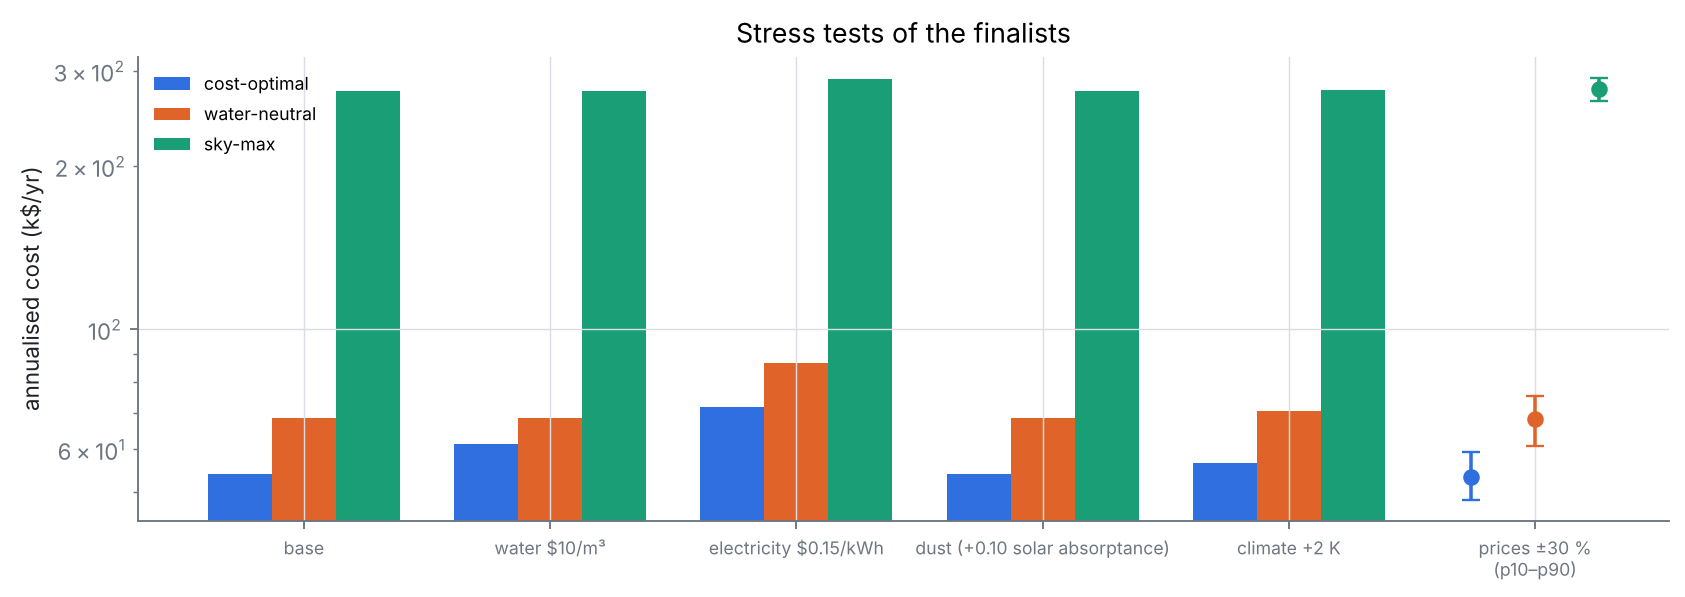 Stress tests of the finalists
annualised cost (k$/yr)
3 × 10²
2 × 10²
10²
6 × 10¹
cost-optimal
water-neutral
sky-max
base
water $10/m³
electricity $0.15/kWh
dust (+0.10 solar absorptance)
climate +2 K
prices ±30 %
(p10–p90)